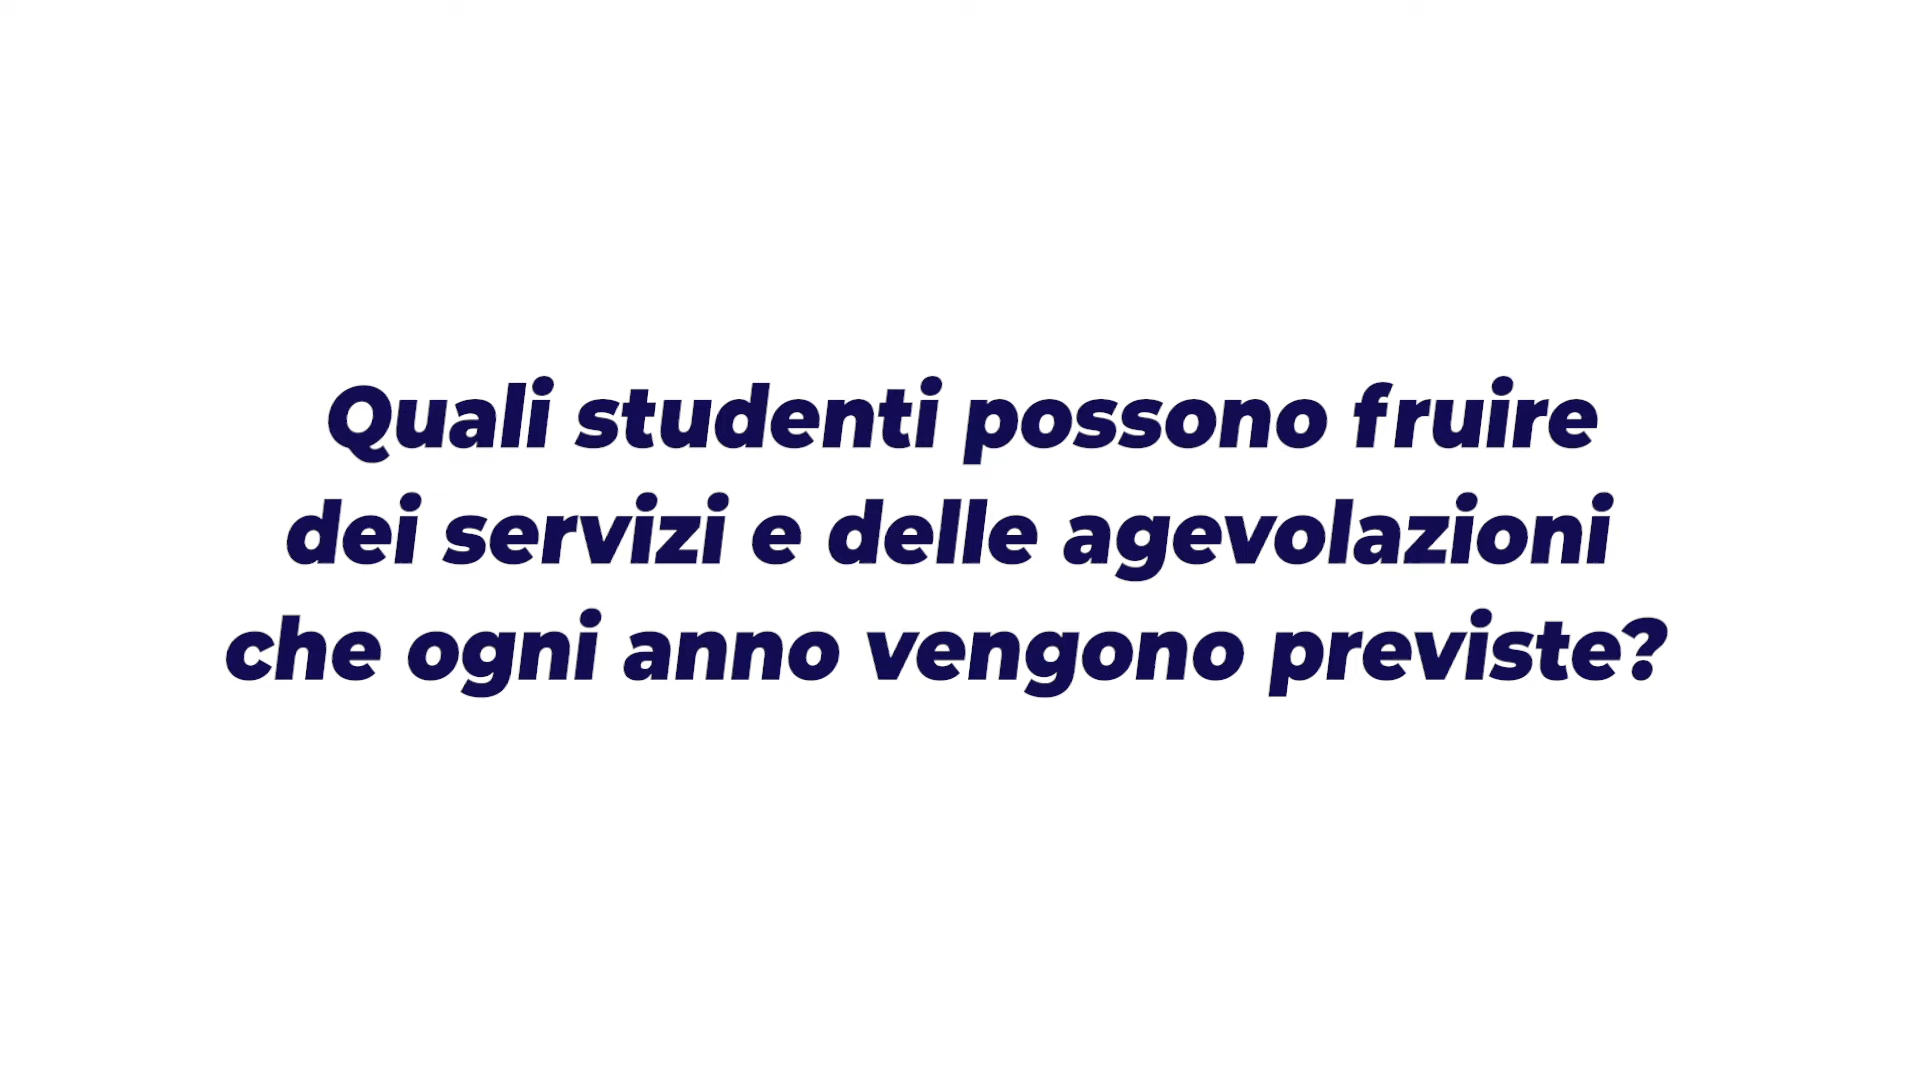 Quali studenti possono fruire
dei servizi e delle agevolazioni
che ogni anno vengono previste?